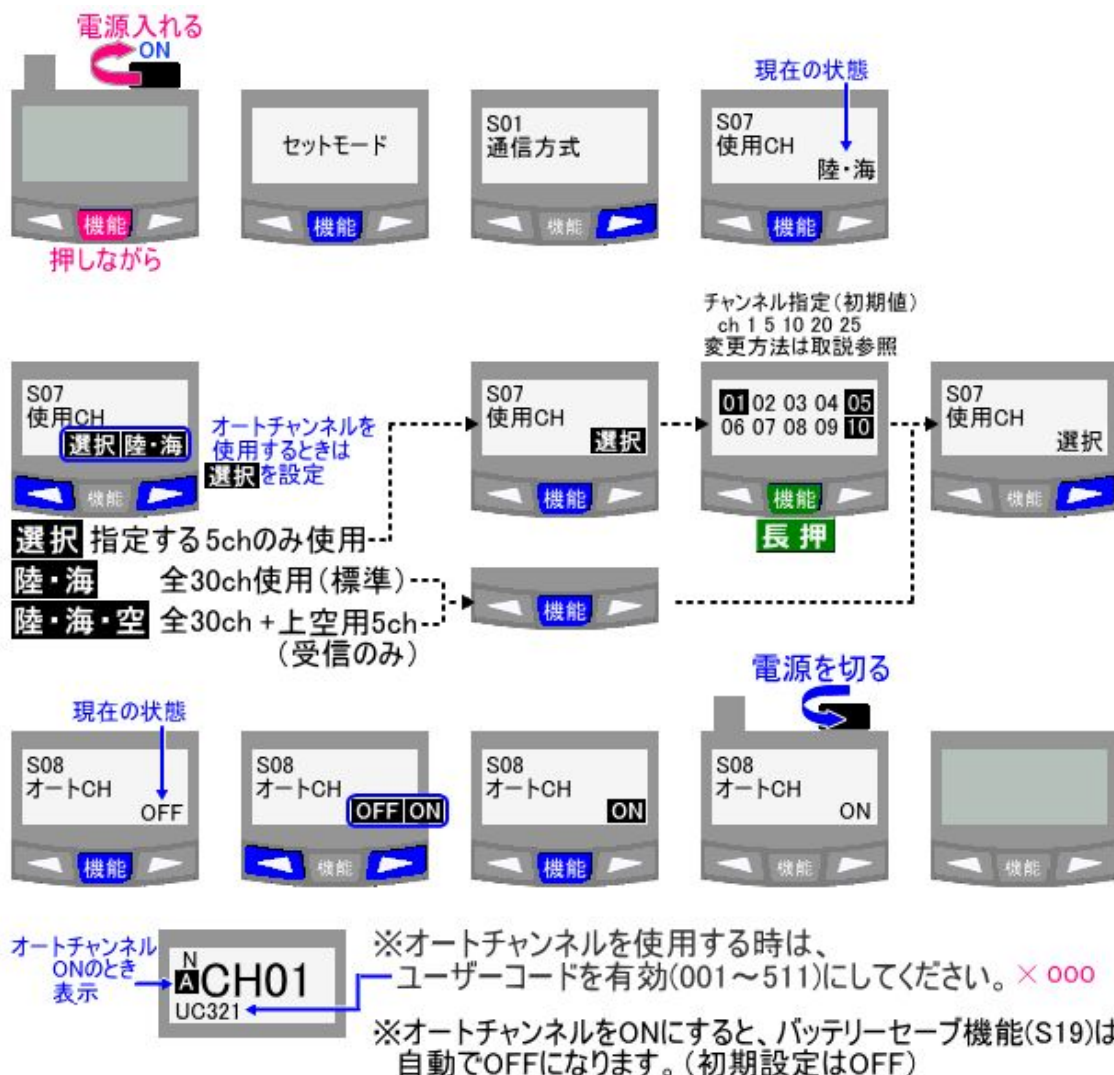 電源入れる
ON
機能
押しながら
セットモード
機能
S01
通信方式
機能
現在の状態
S07
使用CH
陸・海
機能
S07
使用CH
選択 陸・海
機能
オートチャンネルを
使用するときは
選択を設定
選択 指定する5chのみ使用
陸・海 全30ch使用(標準)
陸・海・空 全30ch+上空用5ch
(受信のみ)
S07
使用CH
選択
機能
チャンネル指定(初期値)
ch 1 5 10 20 25
変更方法は取説参照
01 02 03 04 05
06 07 08 09 10
機能
長押
機能
S07
使用CH
選択
機能
現在の状態
S08
オートCH
OFF
機能
S08
オートCH
OFF ON
機能
S08
オートCH
ON
機能
電源を切る
S08
オートCH
ON
機能
機能
オートチャンネル
ONのとき
表示
N
A CH01
UC321
※オートチャンネルを使用する時は、
ユーザーコードを有効(001～511)にしてください。× 000
※オートチャンネルをONにすると、バッテリーセーブ機能(S19)は
自動でOFFになります。(初期設定はOFF)